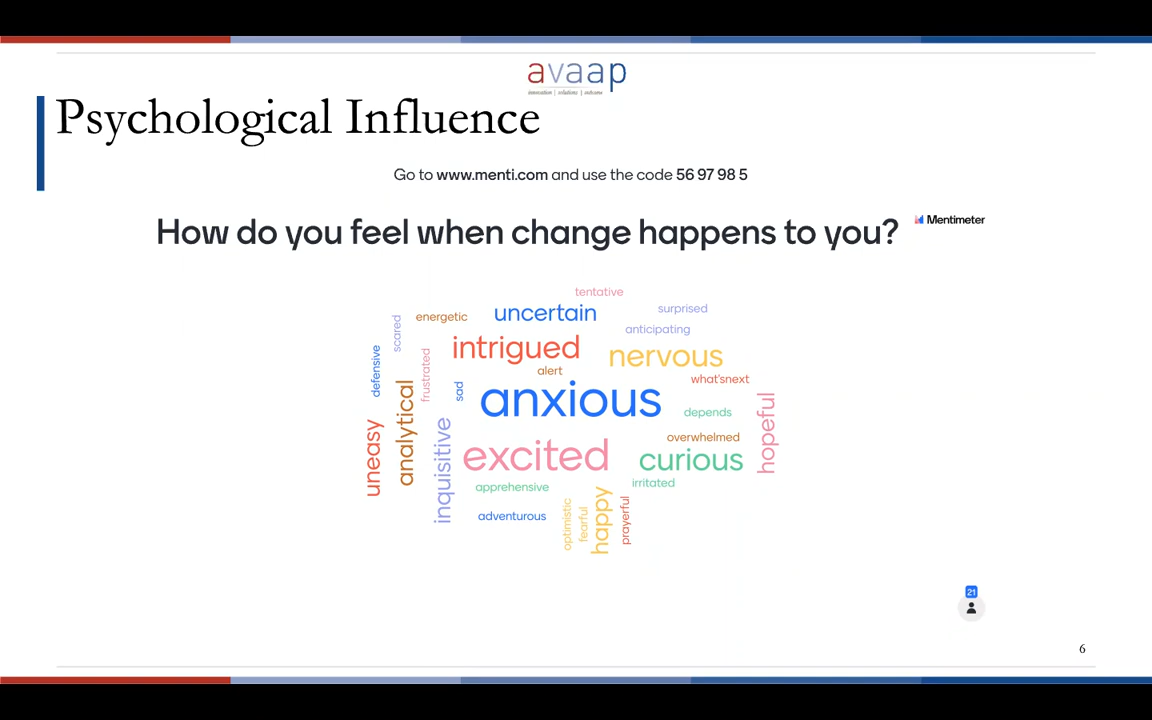 avaap
innovation | solutions | outcome
Psychological Influence
Go to www.menti.com and use the code 56 97 98 5
How do you feel when change happens to you?
Mentimeter
tentative
surprised
energetic
uncertain
anticipating
scared
intrigued
nervous
defensive
frustrated
alert
what'snext
sad
anxious
depends
hopeful
analytical
uneasy
inquisitive
overwhelmed
excited
curious
irritated
apprehensive
adventurous
optimistic
fearful
happy
prayerful
21
6